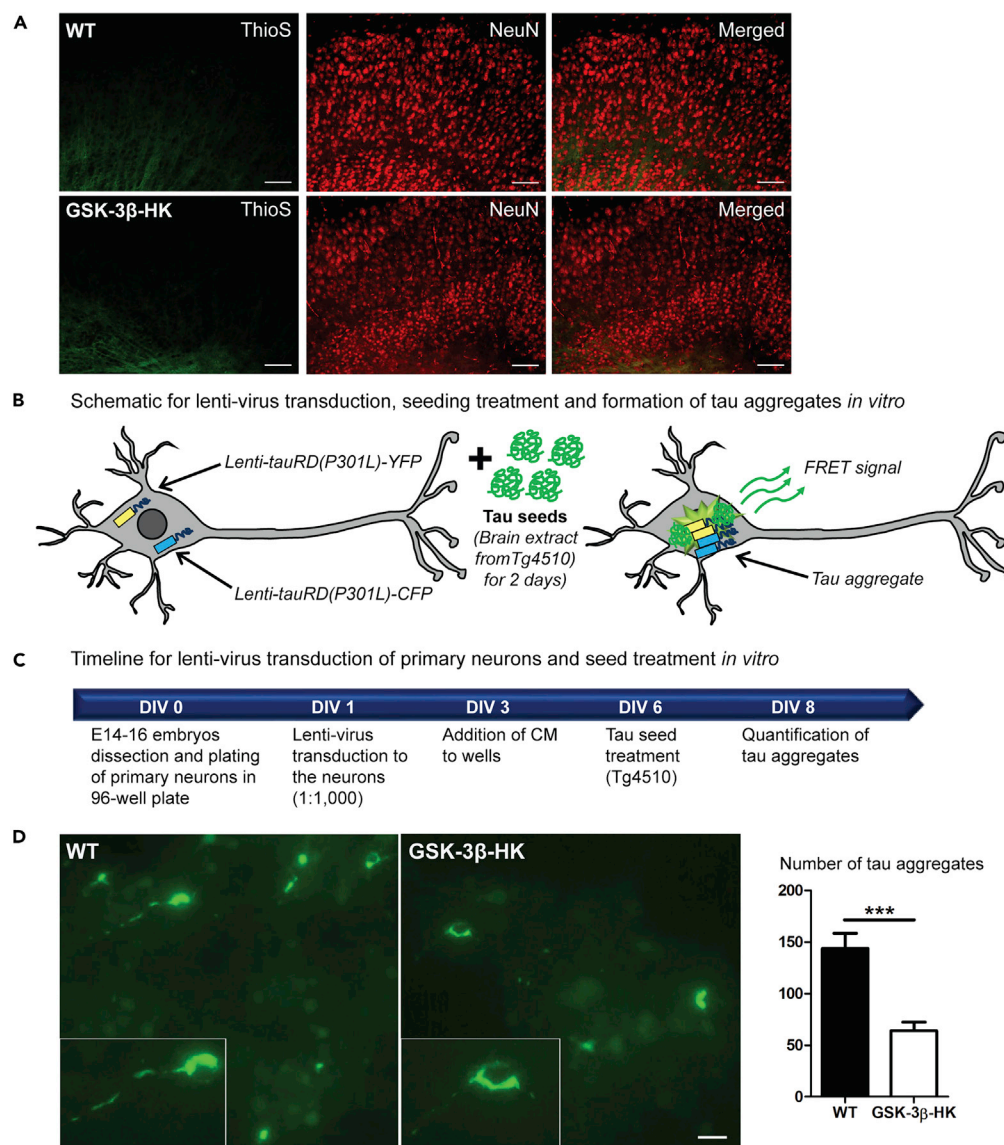 A
WT
ThioS
NeuN
Merged
GSK-3β-HK
ThioS
NeuN
Merged
B
Schematic for lenti-virus transduction, seeding treatment and formation of tau aggregates in vitro
Lenti-tauRD(P301L)-YFP
Lenti-tauRD(P301L)-CFP
+
Tau seeds
(Brain extract
fromTg4510)
for 2 days)
FRET signal
Tau aggregate
C
Timeline for lenti-virus transduction of primary neurons and seed treatment in vitro
DIV 0
DIV 1
DIV 3
DIV 6
DIV 8
E14-16 embryos
dissection and plating
of primary neurons in
96-well plate
Lenti-virus
transduction to
the neurons
(1:1,000)
Addition of CM
to wells
Tau seed
treatment
(Tg4510)
Quantification of
tau aggregates
D
WT
GSK-3β-HK
Number of tau aggregates
200
150
100
50
0
***
WT
GSK-3β-HK